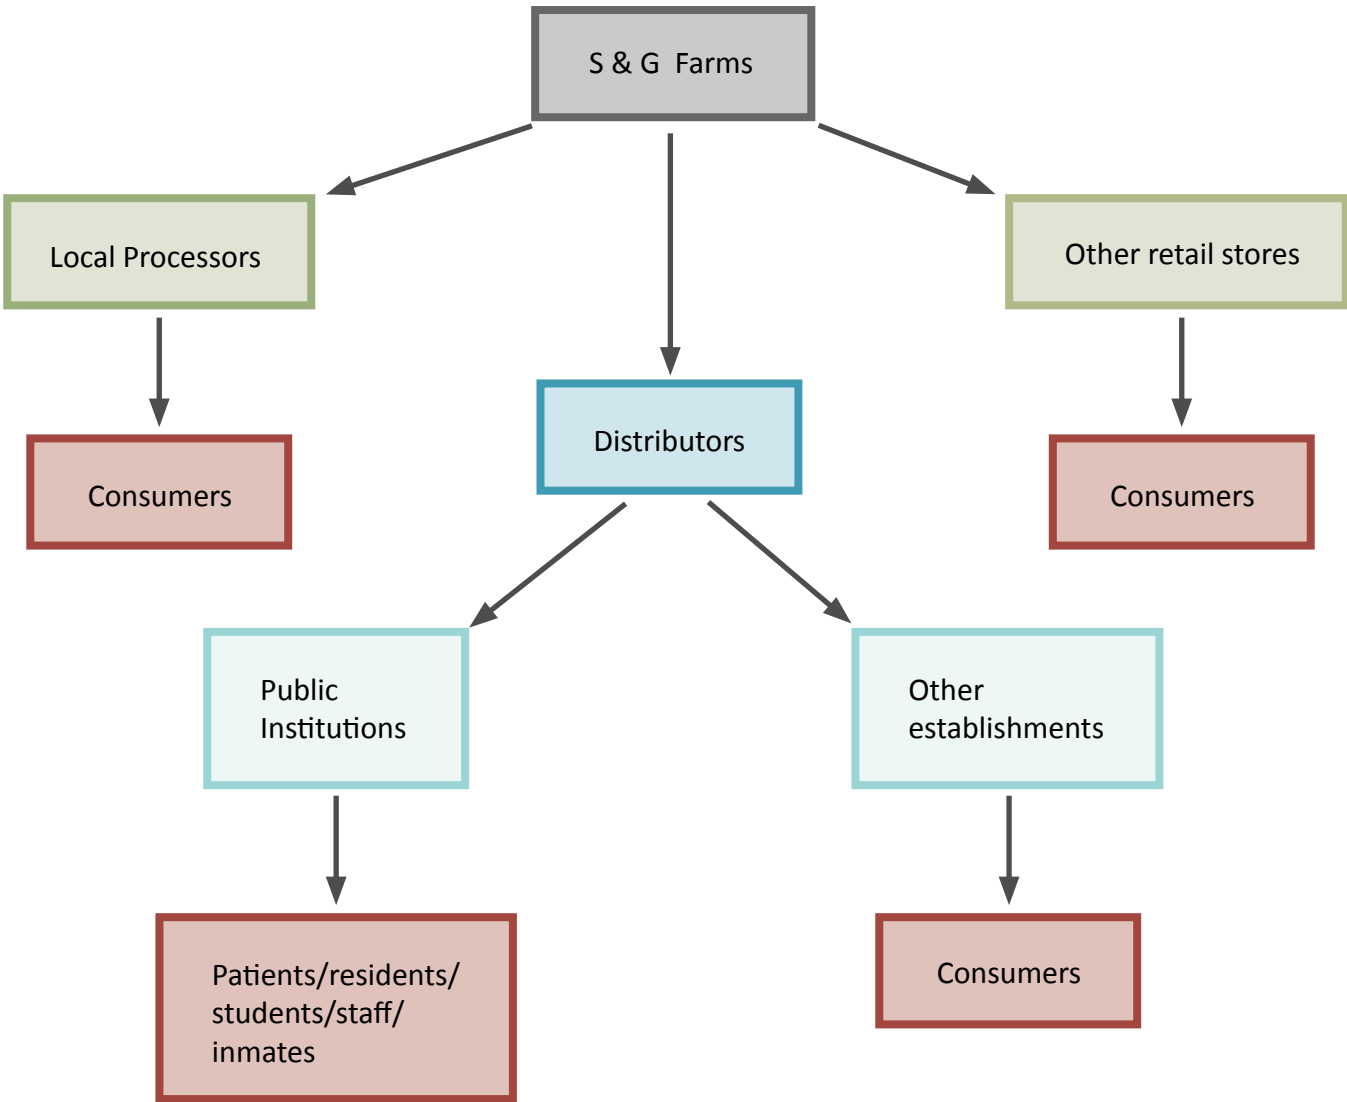 S & G  Farms
Local Processors
Other retail stores
Distributors
Consumers
Consumers
Public
Institutions
Other
establishments
Patients/residents/
students/staff/
inmates
Consumers